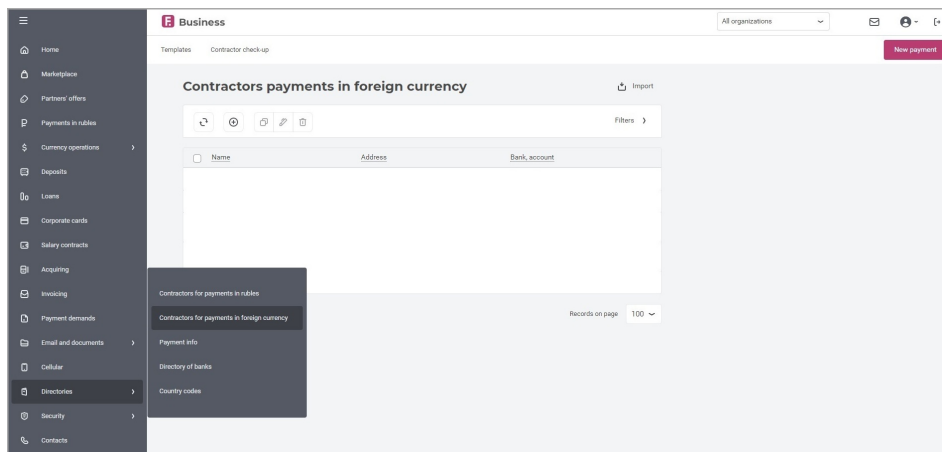 Business
All organizations
Home
Marketplace
Partners' offers
Payments in rubles
Currency operations
Deposits
Loans
Corporate cards
Salary contracts
Acquiring
Invoicing
Payment demands
Email and documents
Cellular
Directories
Security
Contacts
Templates
Contractor check-up
New payment
Contractors payments in foreign currency
Import
Filters
Name
Address
Bank, account
Contractors for payments in rubles
Contractors for payments in foreign currency
Payment info
Directory of banks
Country codes
Records on page
100